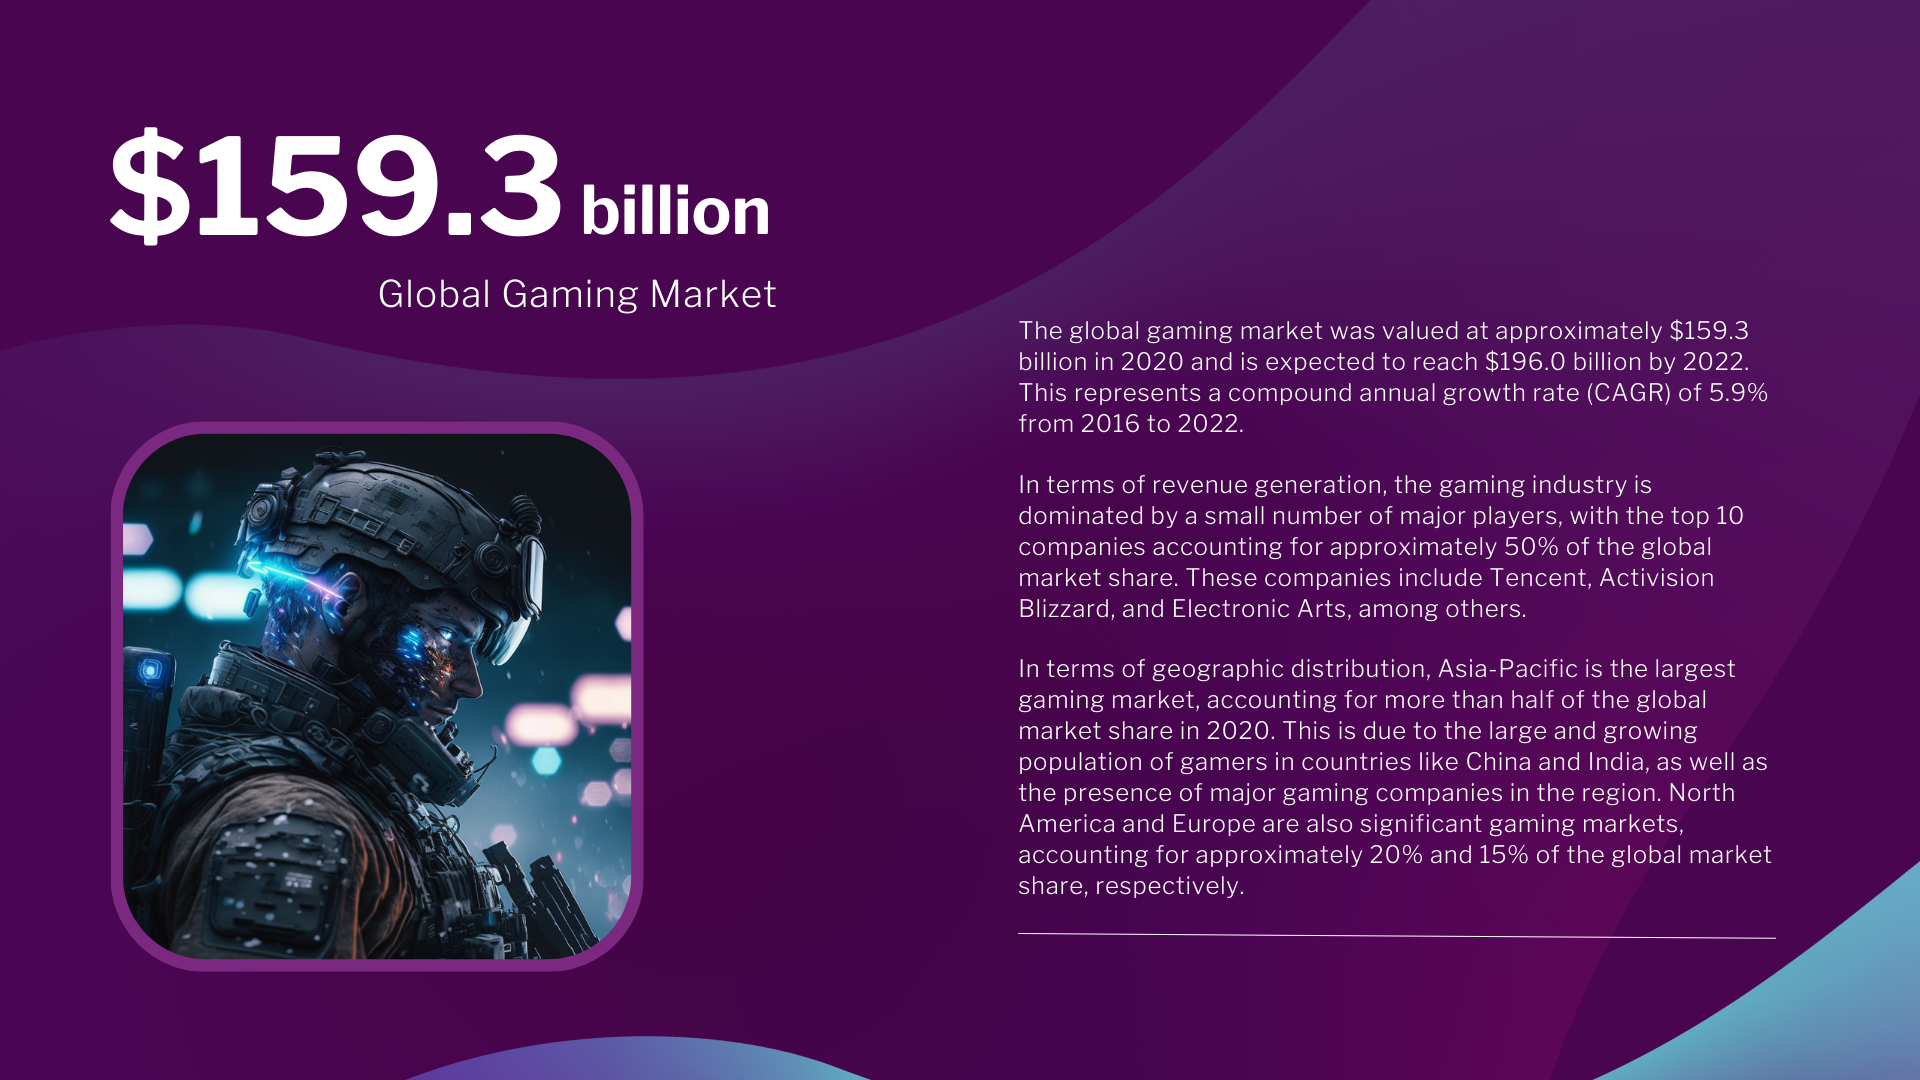 $159.3 billion
Global Gaming Market
The global gaming market was valued at approximately $159.3
billion in 2020 and is expected to reach $196.0 billion by 2022.
This represents a compound annual growth rate (CAGR) of 5.9%
from 2016 to 2022.
In terms of revenue generation, the gaming industry is
dominated by a small number of major players, with the top 10
companies accounting for approximately 50% of the global
market share. These companies include Tencent, Activision
Blizzard, and Electronic Arts, among others.
In terms of geographic distribution, Asia-Pacific is the largest
gaming market, accounting for more than half of the global
market share in 2020. This is due to the large and growing
population of gamers in countries like China and India, as well as
the presence of major gaming companies in the region. North
America and Europe are also significant gaming markets,
accounting for approximately 20% and 15% of the global market
share, respectively.